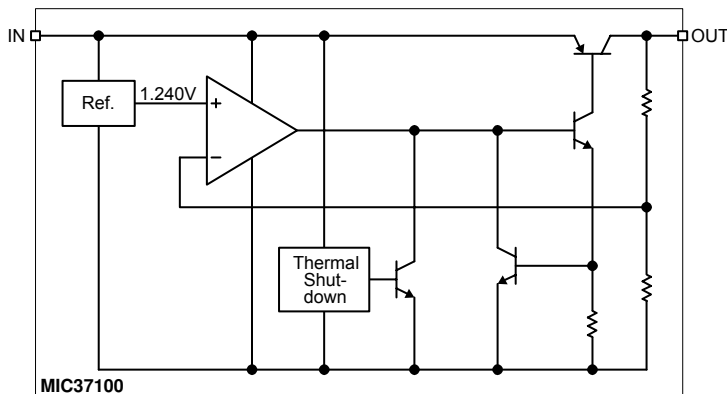 IN
OUT
Ref.
1.240V
+
−
Thermal
Shut-
down
MIC37100